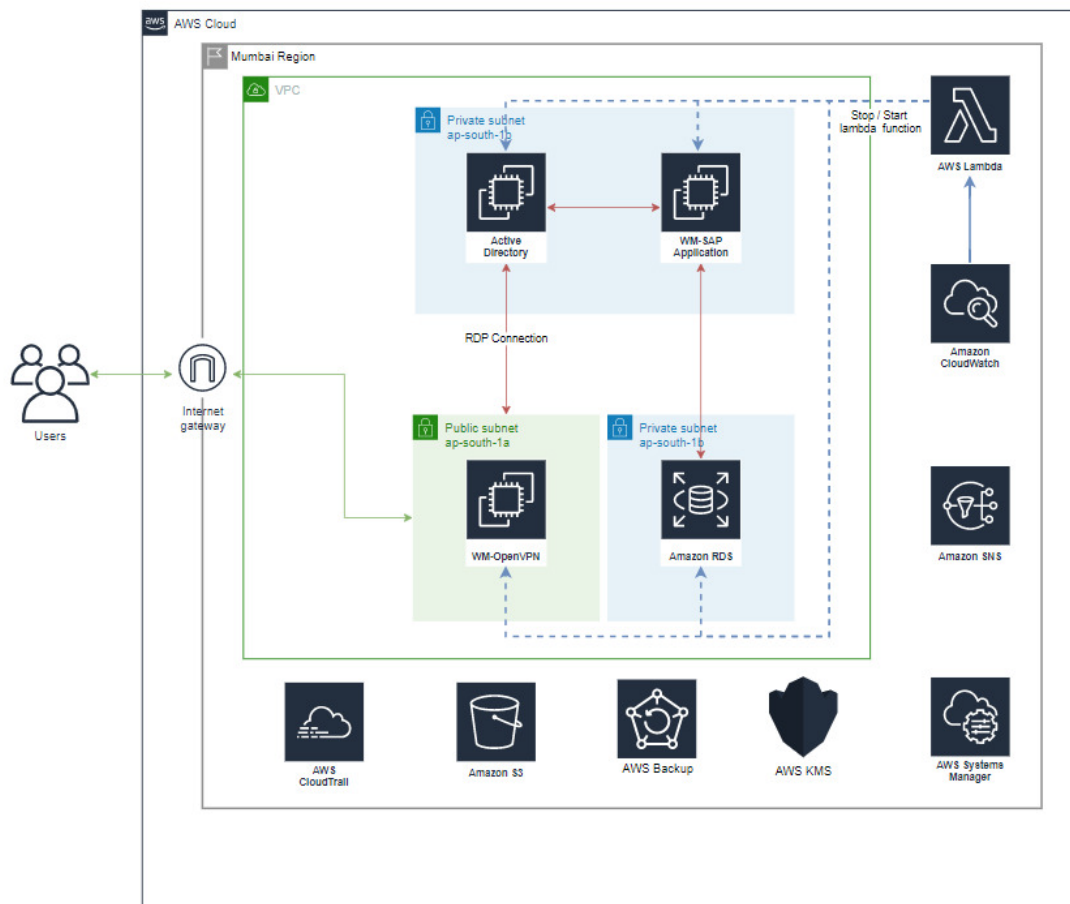 aws
AWS Cloud
Mumbai Region
VPC
Private subnet
ap-south-1b
Stop / Start
lambda function
AWS Lambda
Active
Directory
WM-SAP
Application
RDP Connection
Amazon
CloudWatch
Users
Internet
gateway
Public subnet
ap-south-1a
Private subnet
ap-south-1b
WM-OpenVPN
Amazon RDS
Amazon SNS
AWS
CloudTrail
Amazon S3
AWS Backup
AWS KMS
AWS Systems
Manager